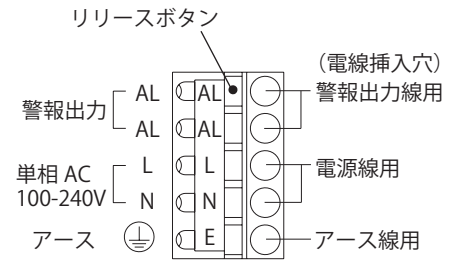 リリースボタン
（電線挿入穴）
警報出力
AL
AL
警報出力線用
AL
AL
単相 AC
100-240V
L
L
電源線用
N
N
アース
E
アース線用